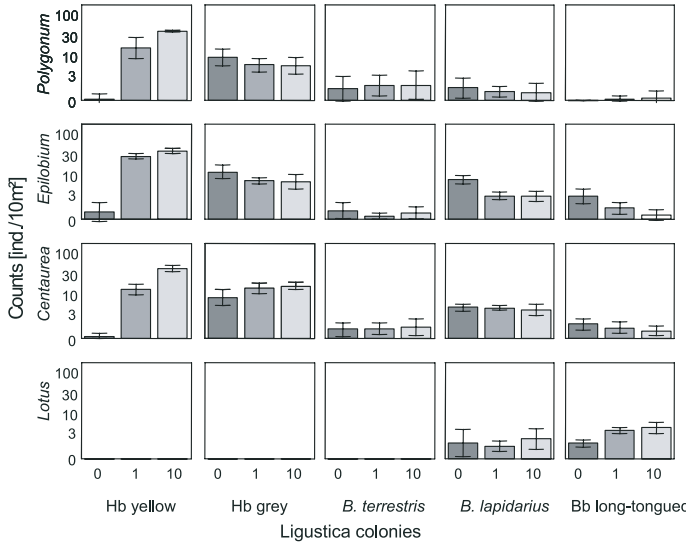 Counts [ind./10m²]
Polygonum
100
30
10
3
0
Epilobium
100
30
10
3
0
Centaurea
100
30
10
3
0
Lotus
100
30
10
3
0
0 1 10 0 1 10 0 1 10 0 1 10 0 1 10
Hb yellow Hb grey B. terrestris B. lapidarius Bb long-tongued
Ligustica colonies